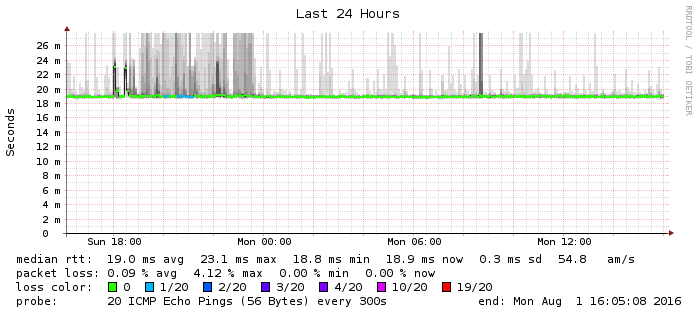 Last 24 Hours
RRDTOOL / TOBI OETIKER
Seconds
26 m
24 m
22 m
20 m
18 m
16 m
14 m
12 m
10 m
8 m
6 m
4 m
2 m
0
Sun 18:00 Mon 00:00 Mon 06:00 Mon 12:00
median rtt: 19.0 ms avg 23.1 ms max 18.8 ms min 18.9 ms now 0.3 ms sd 54.8 am/s
packet loss: 0.09 % avg 4.12 % max 0.00 % min 0.00 % now
loss color: 0 1/20 2/20 3/20 4/20 10/20 19/20
probe: 20 ICMP Echo Pings (56 Bytes) every 300s end: Mon Aug 1 16:05:08 2016